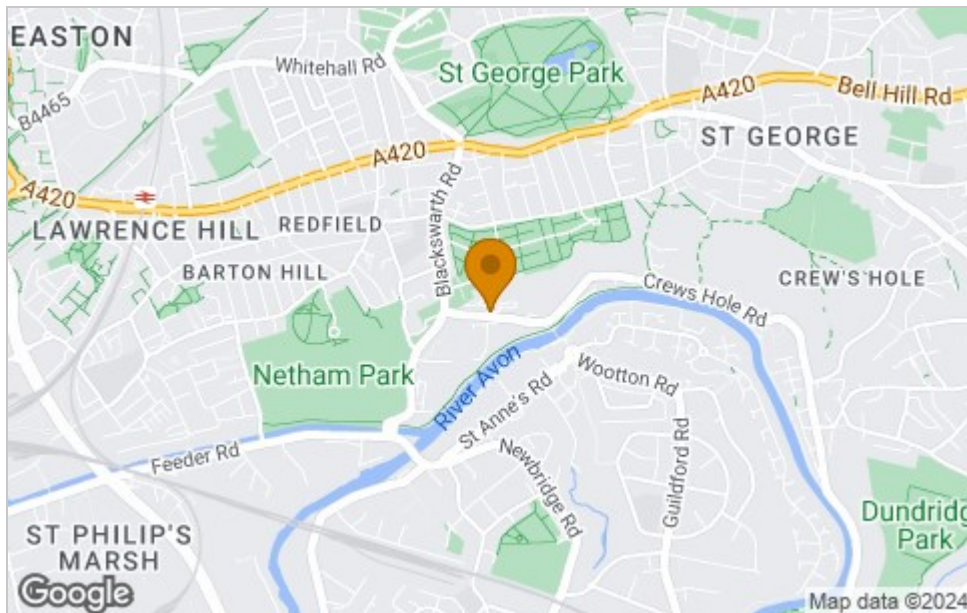 EASTON
Whitehall Rd
St George Park
A420
Bell Hill Rd
B4465
A420
ST GEORGE
A420
Blackswarth Rd
LAWRENCE HILL
REDFIELD
BARTON HILL
CREW'S HOLE
Crews Hole Rd
Netham Park
River Avon
Wootton Rd
St Anne's Rd
Feeder Rd
Newbridge Rd
Guildford Rd
Dundridg
Park
ST PHILIP'S
MARSH
Google
Map data ©2024